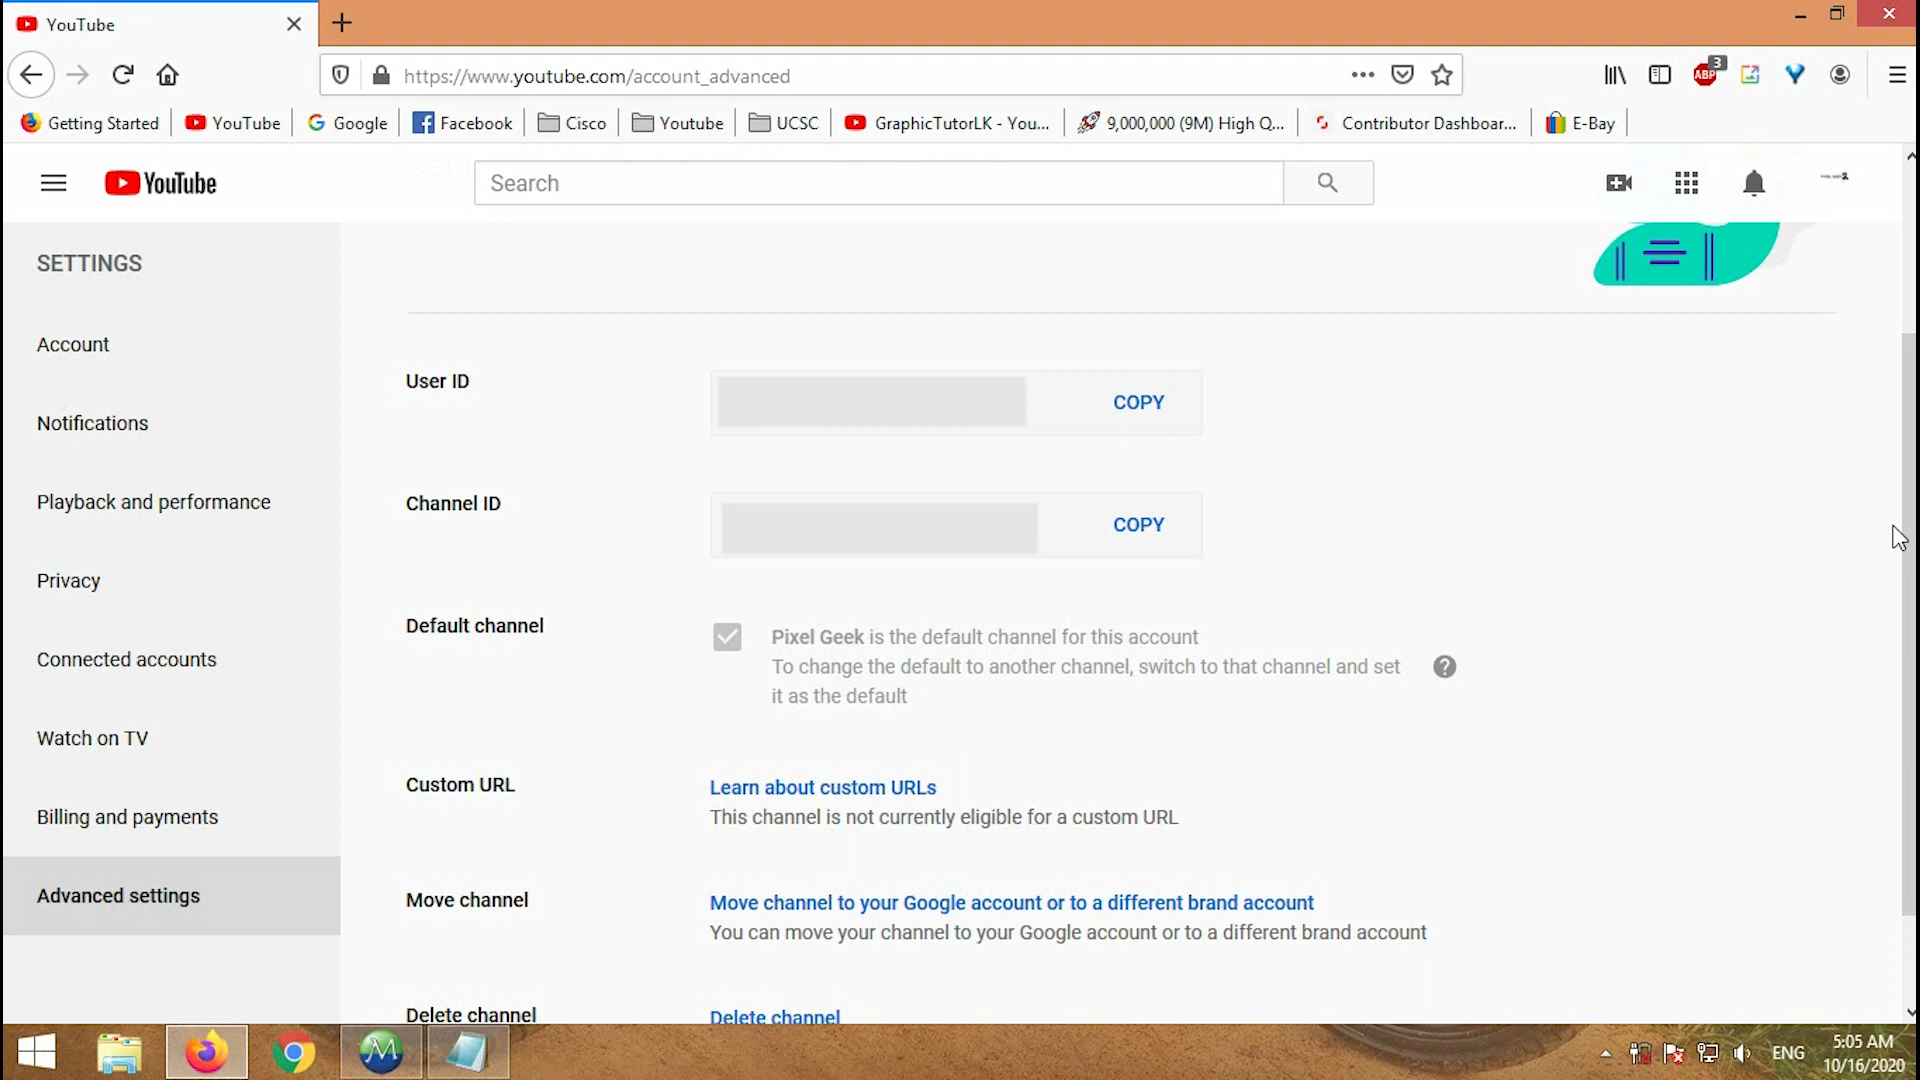 YouTube
https://www.youtube.com/account_advanced
3
ABP
Getting Started
YouTube
Google
Facebook
Cisco
Youtube
UCSC
GraphicTutorLK - You...
9,000,000 (9M) High Q...
Contributor Dashboar...
E-Bay
YouTube
Search
SETTINGS
Account
Notifications
Playback and performance
Privacy
Connected accounts
Watch on TV
Billing and payments
Advanced settings
User ID
COPY
Channel ID
COPY
Default channel
Pixel Geek is the default channel for this account
To change the default to another channel, switch to that channel and set
it as the default
Custom URL
Learn about custom URLs
This channel is not currently eligible for a custom URL
Move channel
Move channel to your Google account or to a different brand account
You can move your channel to your Google account or to a different brand account
Delete channel
Delete channel
ENG
5:05 AM
10/16/2020